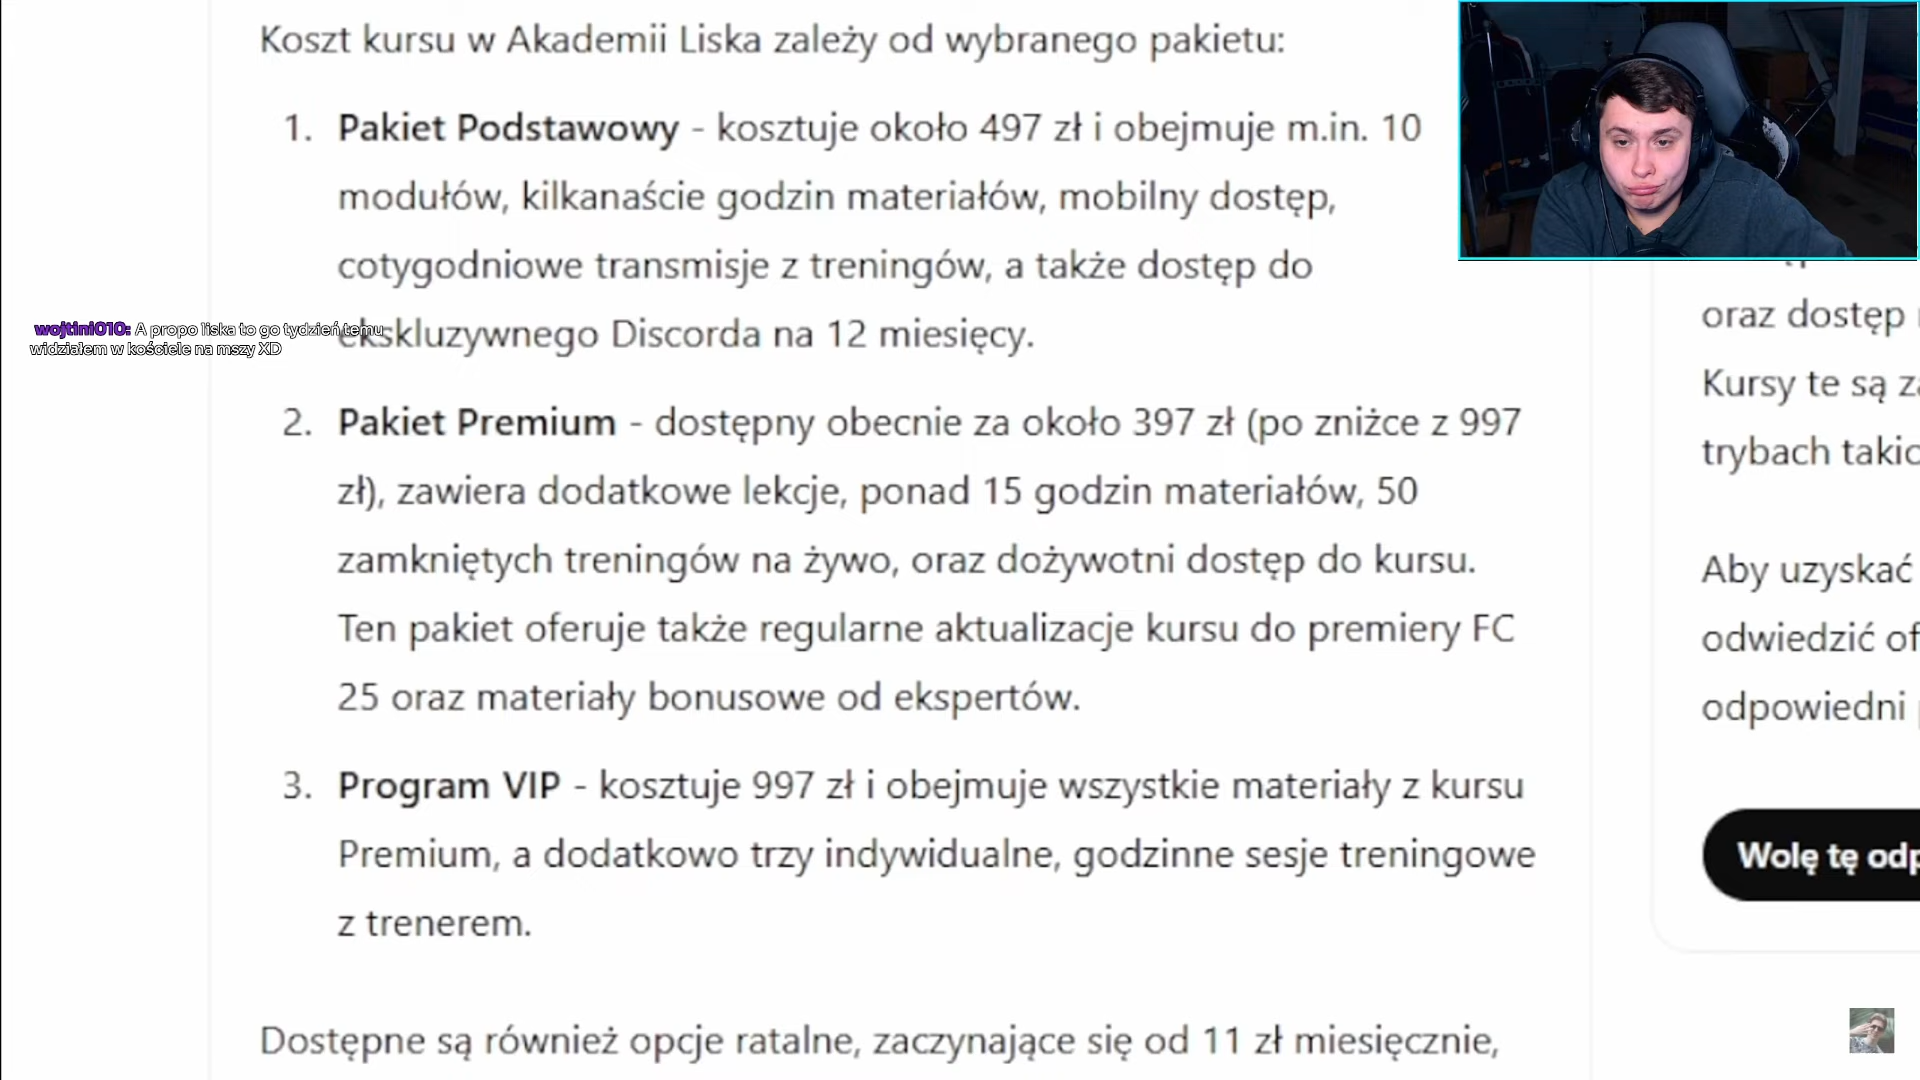 Koszt kursu w Akademii Liska zależy od wybranego pakietu:
1. Pakiet Podstawowy - kosztuje około 497 zł i obejmuje m.in. 10
modułów, kilkanaście godzin materiałów, mobilny dostęp,
cotygodniowe transmisje z treningów, a także dostęp do
ekskluzywnego Discorda na 12 miesięcy.
wojtini010: A propo liska to go tydzień temu
widziałem w kościele na mszy XD
2. Pakiet Premium - dostępny obecnie za około 397 zł (po zniżce z 997
zł), zawiera dodatkowe lekcje, ponad 15 godzin materiałów, 50
zamkniętych treningów na żywo, oraz dożywotni dostęp do kursu.
Ten pakiet oferuje także regularne aktualizacje kursu do premiery FC
25 oraz materiały bonusowe od ekspertów.
3. Program VIP - kosztuje 997 zł i obejmuje wszystkie materiały z kursu
Premium, a dodatkowo trzy indywidualne, godzinne sesje treningowe
z trenerem.
Dostępne są również opcje ratalne, zaczynające się od 11 zł miesięcznie,
oraz dostęp
Kursy te są
trybach
Aby uzyskać
odwiedzić
odpowiedni
Wolę tę